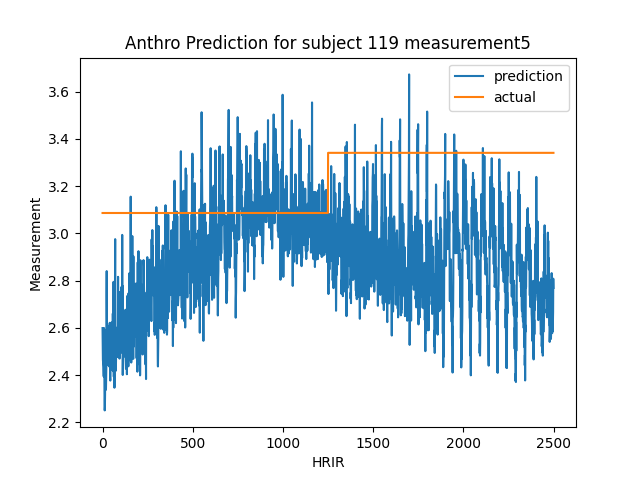 Anthro Prediction for subject 119 measurement5
prediction
actual
3.6
3.4
3.2
3.0
2.8
2.6
2.4
2.2
Measurement
0
500
1000
1500
2000
2500
HRIR